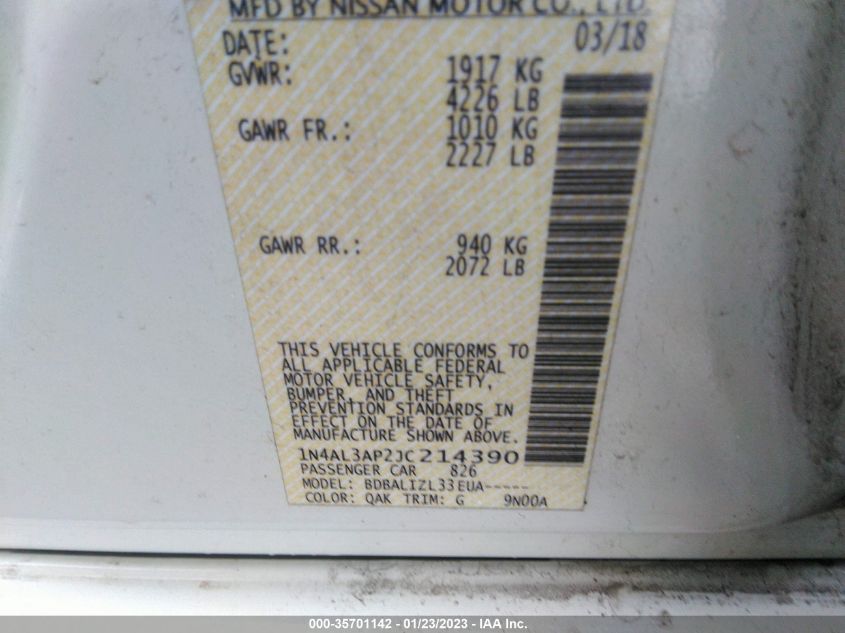 MFD BY NISSAN MOTOR CO., LTD.
DATE: 03/18
GVWR: 1917 KG
4226 LB
GAWR FR.: 1010 KG
2227 LB
GAWR RR.: 940 KG
2072 LB
THIS VEHICLE CONFORMS TO
ALL APPLICABLE FEDERAL
MOTOR VEHICLE SAFETY,
BUMPER, AND THEFT
PREVENTION STANDARDS IN
EFFECT ON THE DATE OF
MANUFACTURE SHOWN ABOVE.
1N4AL3AP2JC214390
PASSENGER CAR 826
MODEL: BDBALIZL33EUA-----
COLOR: QAK TRIM: G 9N00A
000-35701142 - 01/23/2023 - IAA Inc.